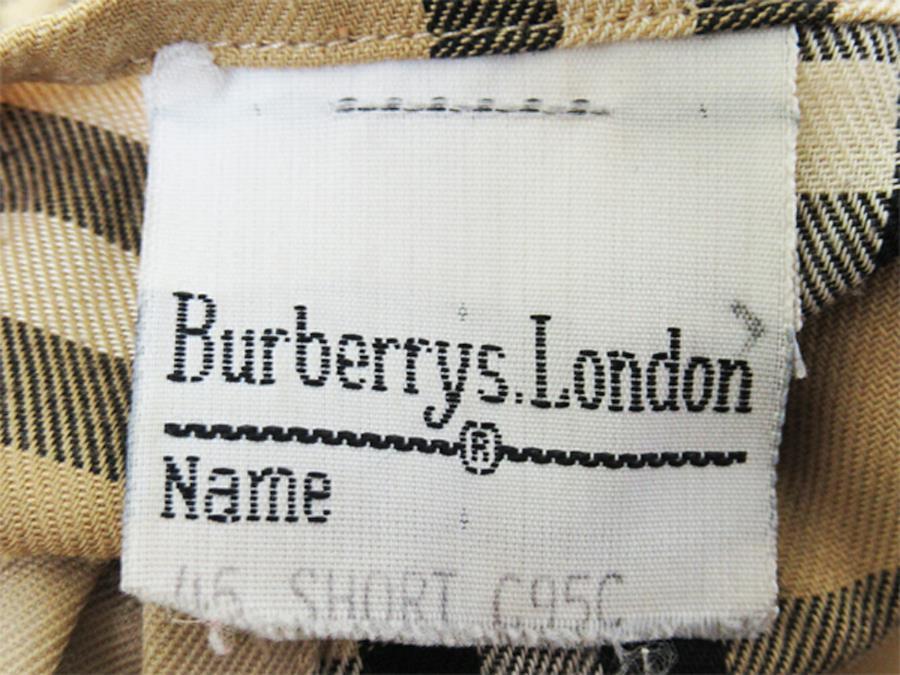 Burberrys.London
®
Name
46 SHORT C95C